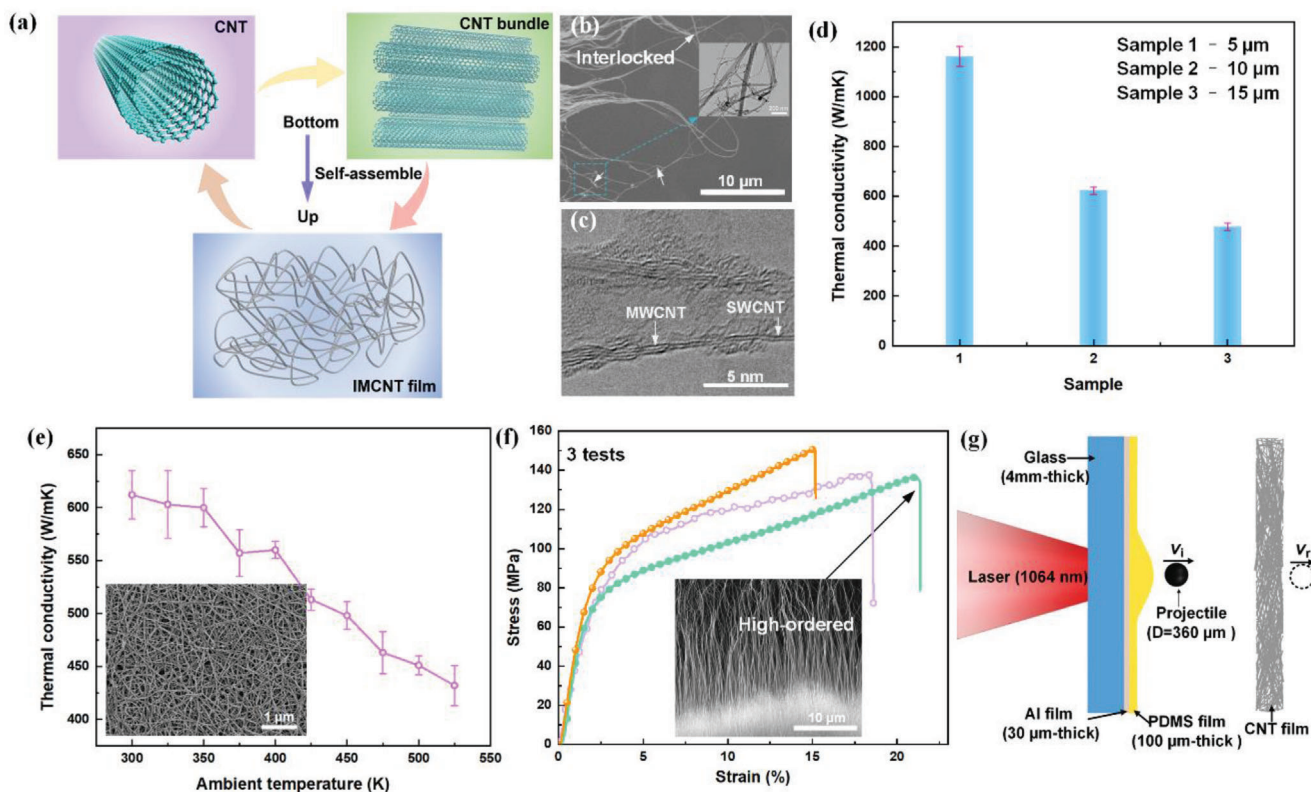 (a)
CNT
CNT bundle
Bottom
Self-assemble
Up
IMCNT film
(b)
Interlocked
200 nm
10 µm
(c)
MWCNT
SWCNT
5 nm
(d)
Sample 1 – 5 µm
Sample 2 – 10 µm
Sample 3 – 15 µm
1200
1000
800
600
400
1200
200
0
Thermal conductivity (W/mK)
1
2
3
Sample
(e)
650
600
550
500
450
400
Thermal conductivity (W/mK)
1 µm
300
350
400
450
500
550
Ambient temperature (K)
(f)
3 tests
160
140
120
100
80
60
40
20
0
Stress (MPa)
High-ordered
10 µm
0
5
10
15
20
Strain (%)
(g)
Glass
(4mm-thick)
Laser (1064 nm)
Vi
Vr
Projectile
(D=360 µm )
Al film
(30 µm-thick)
PDMS film
(100 µm-thick )
CNT film